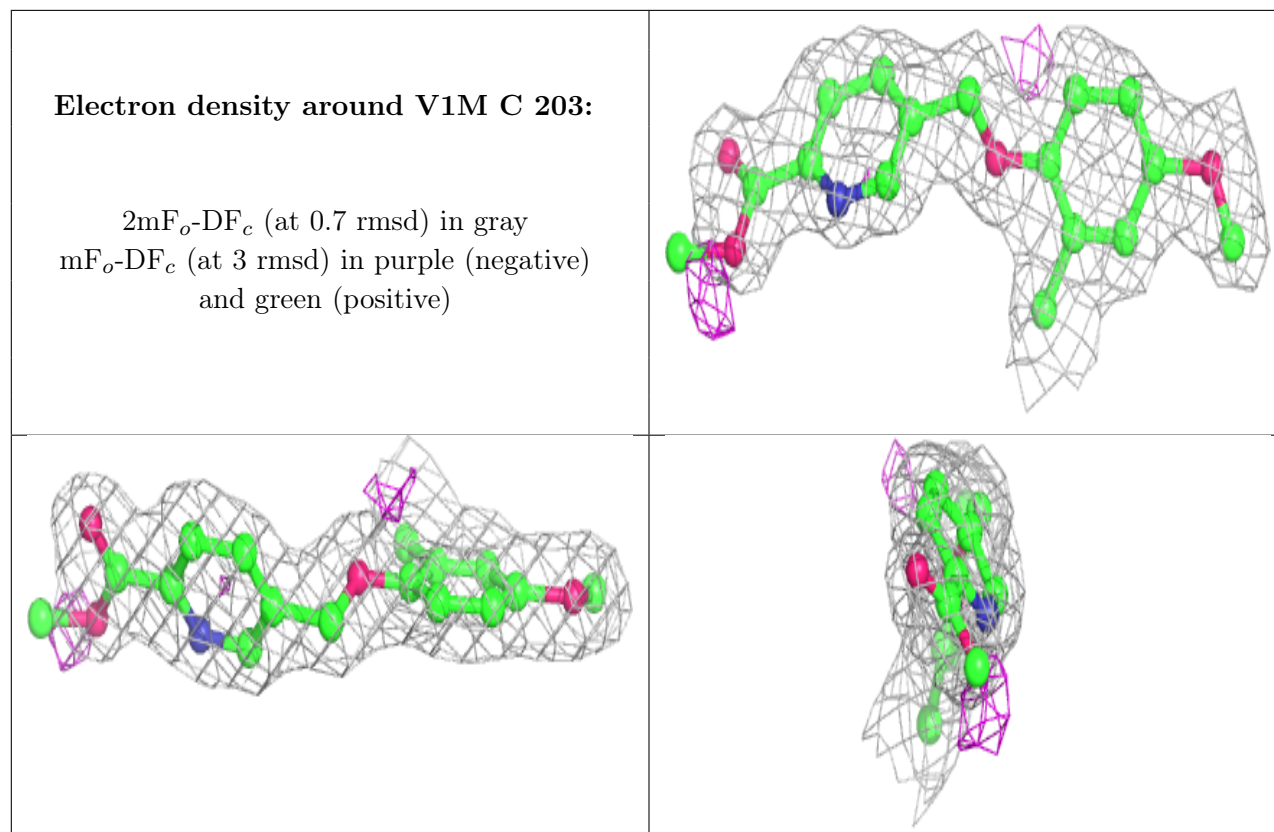 Electron density around V1M C 203:
2mFₒ-DF𝒸 (at 0.7 rmsd) in gray
mFₒ-DF𝒸 (at 3 rmsd) in purple (negative)
and green (positive)